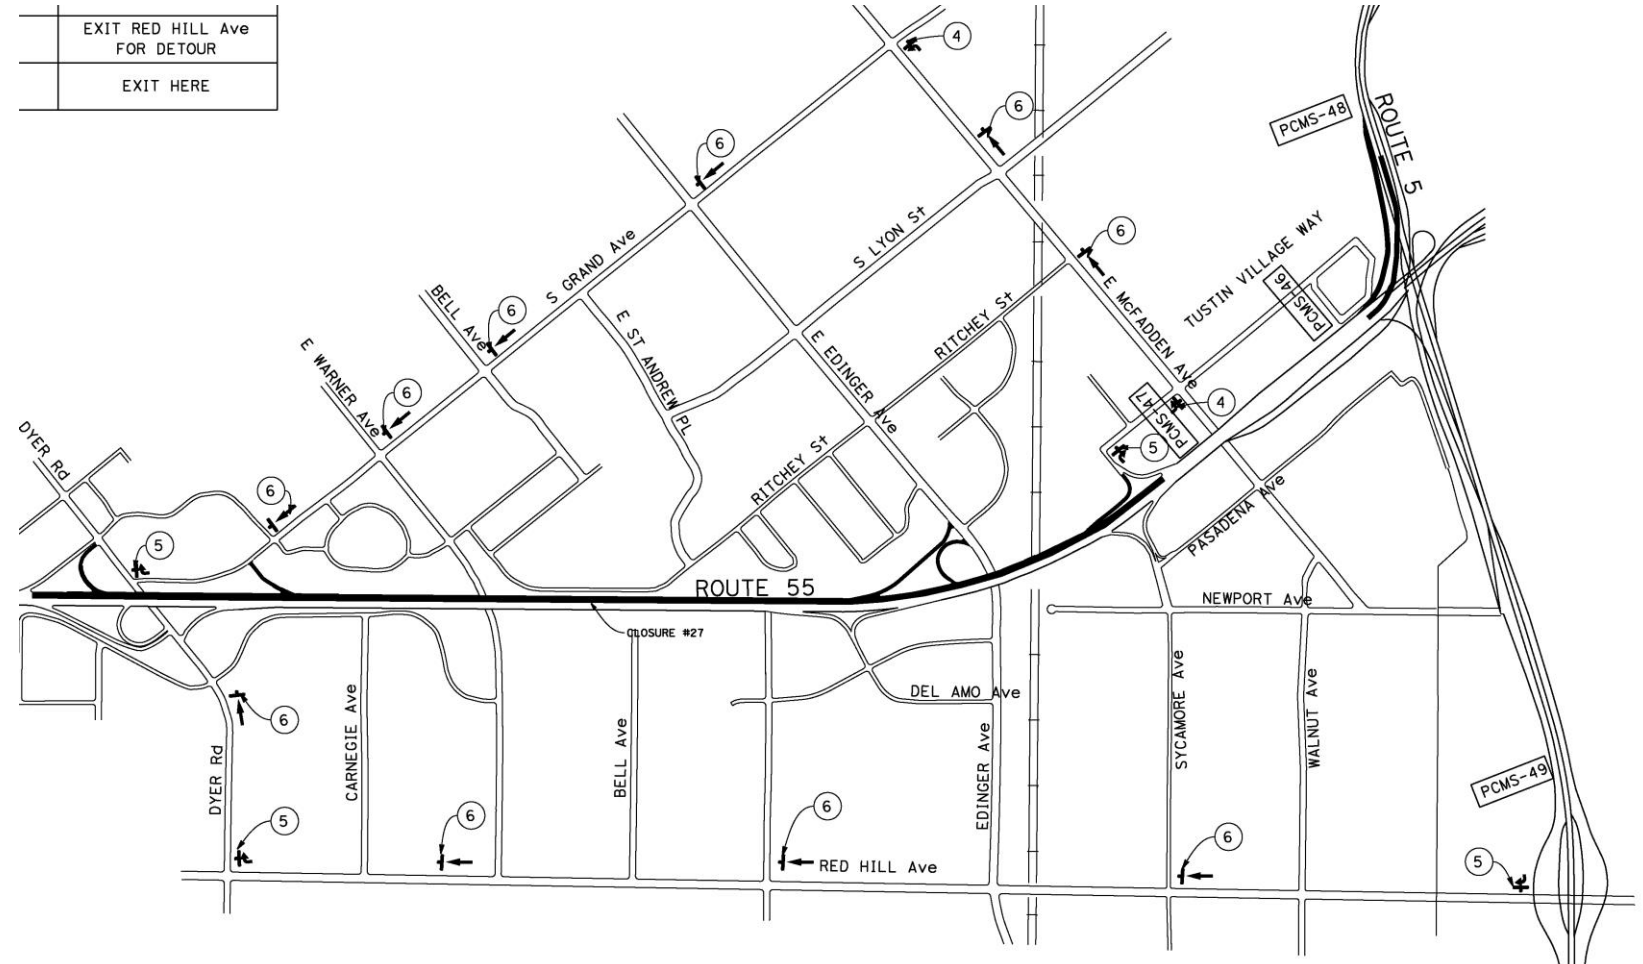 EXIT RED HILL Ave
FOR DETOUR
EXIT HERE
4
6
PCMS-48
ROUTE 5
6
S LYON St
6
TUSTIN VILLAGE WAY
S GRAND Ave
PCMS-46
BELL Ave
6
E McFADDEN Ave
RITCHEY St
E ST ANDREW PL
E EDINGER Ave
E WARNER Ave
6
PCMS-47
4
5
DYER Rd
RITCHEY St
6
PASADENA Ave
5
ROUTE 55
NEWPORT Ave
CLOSURE #27
DEL AMO Ave
6
SYCAMORE Ave
WALNUT Ave
CARNEGIE Ave
BELL Ave
EDINGER Ave
DYER Rd
PCMS-49
5
6
6
6
RED HILL Ave
5